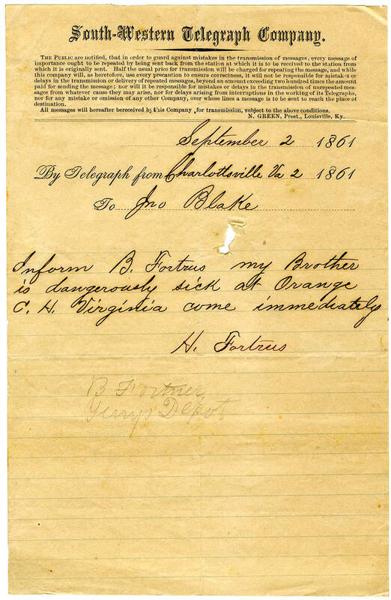 South-Western Telegraph Company.
THE PUBLIC are notified, that in order to guard against mistakes in the transmission of messages, every message of
importance ought to be repeated by being sent back from the station at which it is to be received to the station from
which it is originally sent. Half the usual price for transmission will be charged for repeating the message, and while
this company will, as heretofore, use every precaution to ensure correctness, it will not be responsible for mistakes or
delays in the transmission or delivery of repeated messages, beyond an amount exceeding two hundred times the amount
paid for sending the message; nor will it be responsible for mistakes or delays in the transmission of unrepeated messages
from whatever cause they may arise, nor for delays arising from interruptions in the working of its Telegraphs,
nor for any mistake or omission of any other Company, over whose lines a message is to be sent to reach the place of
destination.
All messages will hereafter be received by this Company for transmission, subject to the above conditions.
N. GREEN, Prest., Louisville, Ky.
September 2 1861
By Telegraph from Charlottsville Va 2 1861
To Jno Blake
Inform B. Fortrus my Brother
is dangerously sick at Orange
C. H. Virginia come immediately
H. Fortrus
B Fortner
Depot